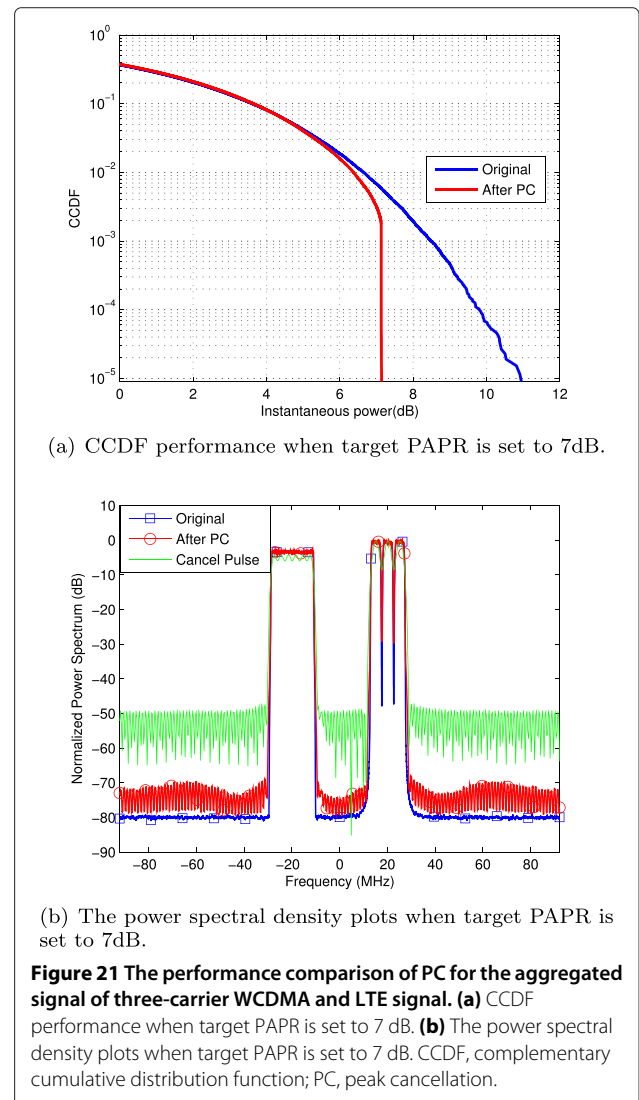 10^0
10^-1
10^-2
10^-3
10^-4
10^-5
CCDF
Original
After PC
0 2 4 6 8 10 12
Instantaneous power(dB)
(a) CCDF performance when target PAPR is set to 7dB.
10
0
−10
−20
−30
−40
−50
−60
−70
−80
−90
Normalized Power Spectrum (dB)
Original
After PC
Cancel Pulse
−80 −60 −40 −20 0 20 40 60 80
Frequency (MHz)
(b) The power spectral density plots when target PAPR is
set to 7dB.
Figure 21 The performance comparison of PC for the aggregated
signal of three-carrier WCDMA and LTE signal. (a) CCDF
performance when target PAPR is set to 7 dB. (b) The power spectral
density plots when target PAPR is set to 7 dB. CCDF, complementary
cumulative distribution function; PC, peak cancellation.